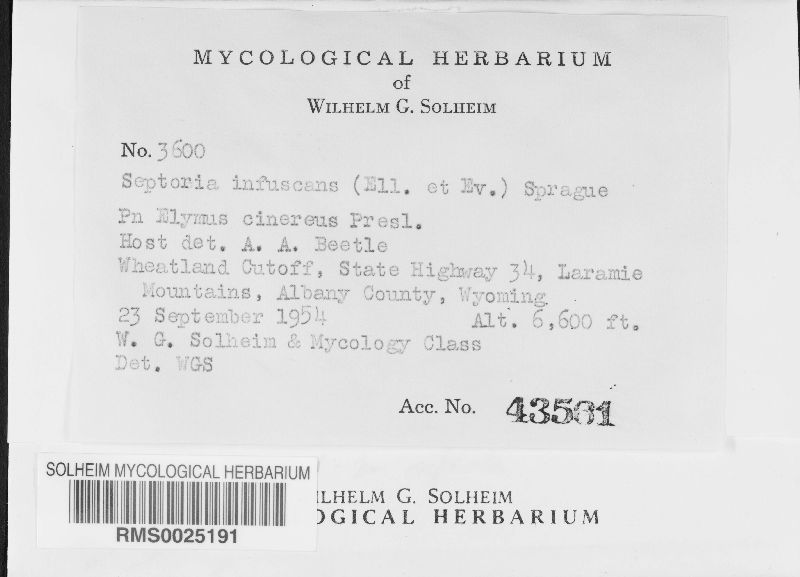 MYCOLOGICAL HERBARIUM
of
WILHELM G. SOLHEIM
No. 3600
Septoria infuscans (Ell. et Ev.) Sprague
Pn Elymus cinereus Presl.
Host det. A. A. Beetle
Wheatland Cutoff, State Highway 34, Laramie
Mountains, Albany County, Wyoming
23 September 1954 Alt. 6,600 ft.
W. G. Solheim & Mycology Class
Det. WGS
Acc. No. 43561
SOLHEIM MYCOLOGICAL HERBARIUM
RMS0025191
ILHELM G. SOLHEIM
OGICAL HERBARIUM